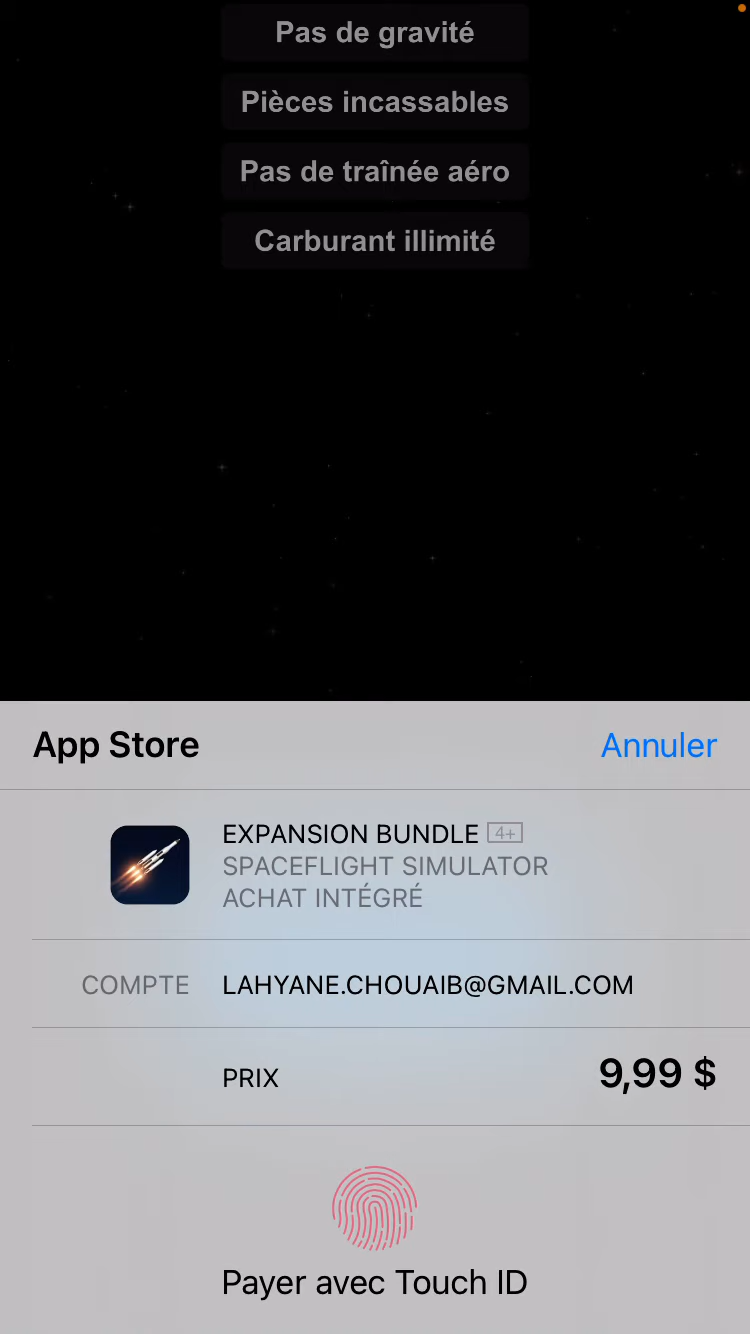 Pas de gravité
Pièces incassables
Pas de traînée aéro
Carburant illimité
App Store
Annuler
EXPANSION BUNDLE 4+
SPACEFLIGHT SIMULATOR
ACHAT INTÉGRÉ
COMPTE LAHYANE.CHOUAIB@GMAIL.COM
PRIX 9,99 $
Payer avec Touch ID